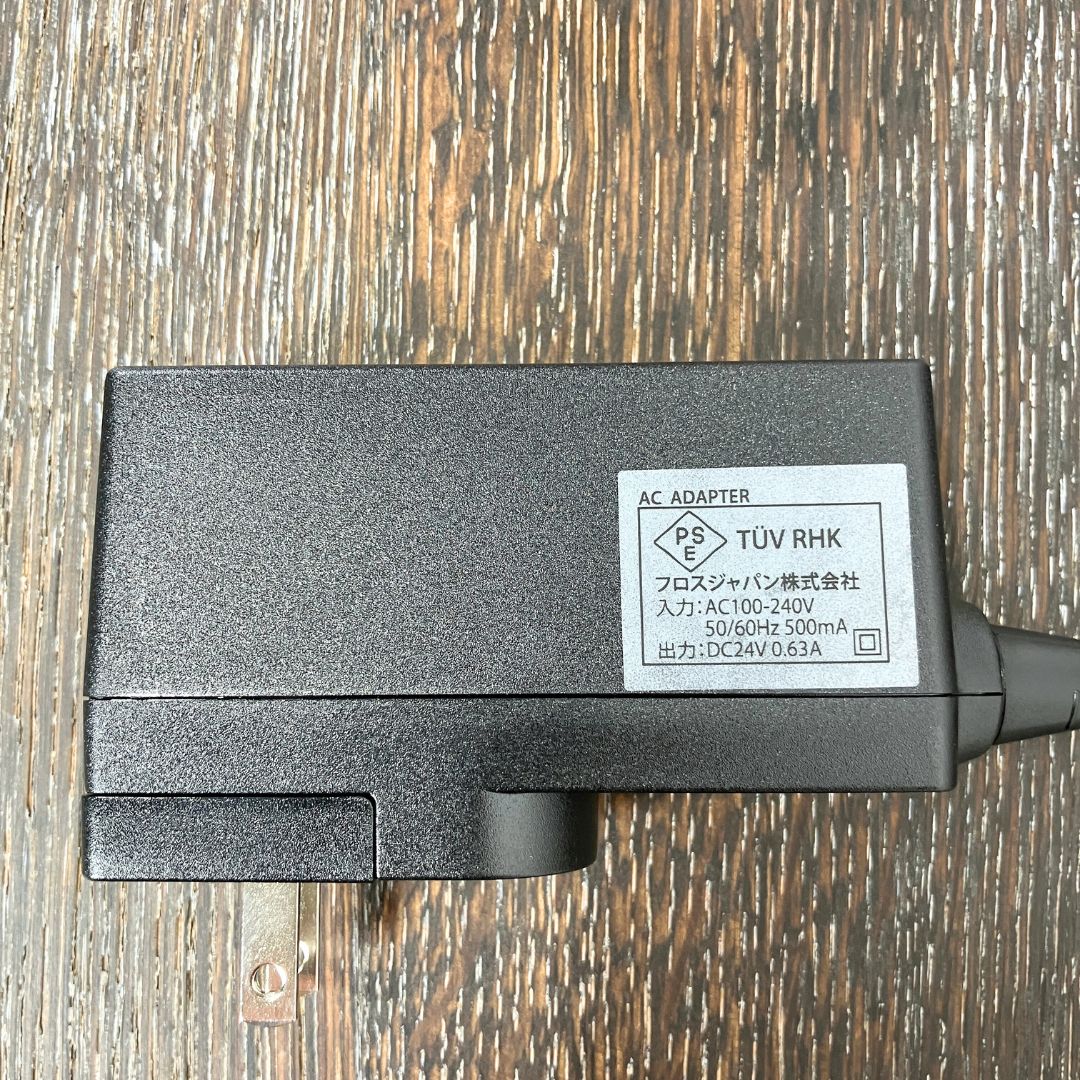 AC ADAPTER
PS
E
TÜV RHK
フロスジャパン株式会社
入力:AC100-240V
50/60Hz 500mA
出力:DC24V 0.63A